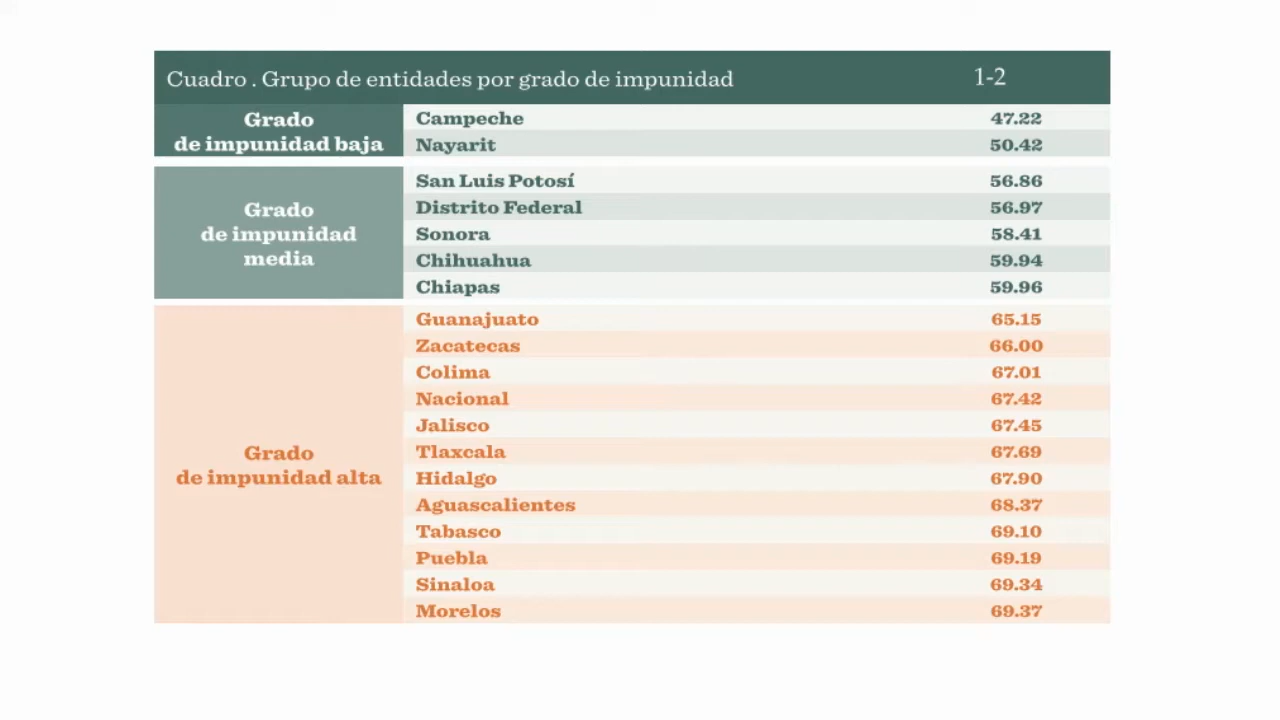 Cuadro . Grupo de entidades por grado de impunidad 1-2
Grado
de impunidad baja
Campeche 47.22
Nayarit 50.42
Grado
de impunidad
media
San Luis Potosí 56.86
Distrito Federal 56.97
Sonora 58.41
Chihuahua 59.94
Chiapas 59.96
Grado
de impunidad alta
Guanajuato 65.15
Zacatecas 66.00
Colima 67.01
Nacional 67.42
Jalisco 67.45
Tlaxcala 67.69
Hidalgo 67.90
Aguascalientes 68.37
Tabasco 69.10
Puebla 69.19
Sinaloa 69.34
Morelos 69.37